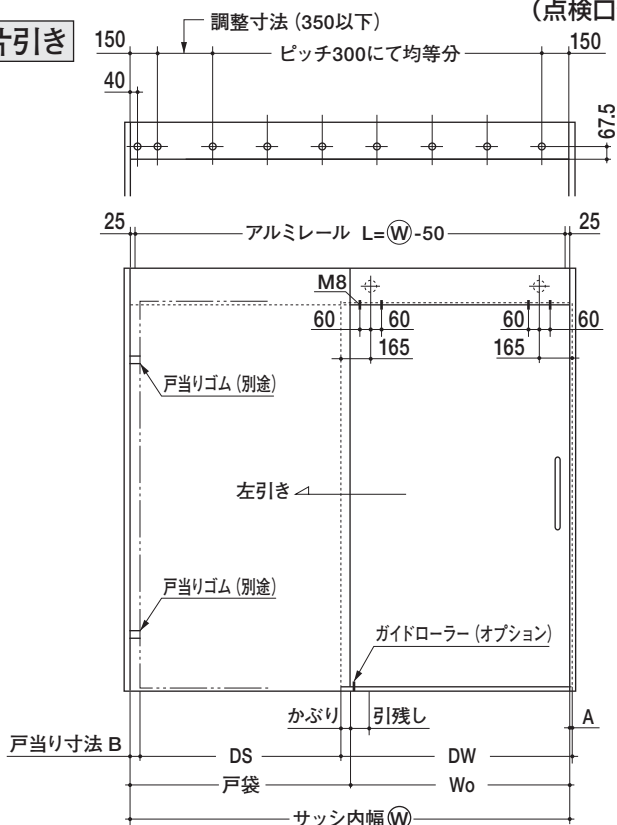 片引き
(点検口
調整寸法 (350以下)
150
ピッチ300にて均等分
150
40
67.5
25
アルミレール L=Ⓦ-50
25
M8
60
60
60
60
165
165
戸当りゴム (別途)
左引き
戸当りゴム (別途)
ガイドローラー (オプション)
かぶり
引残し
A
戸当り寸法 B
DS
DW
戸袋
Wo
サッシ内幅Ⓦ